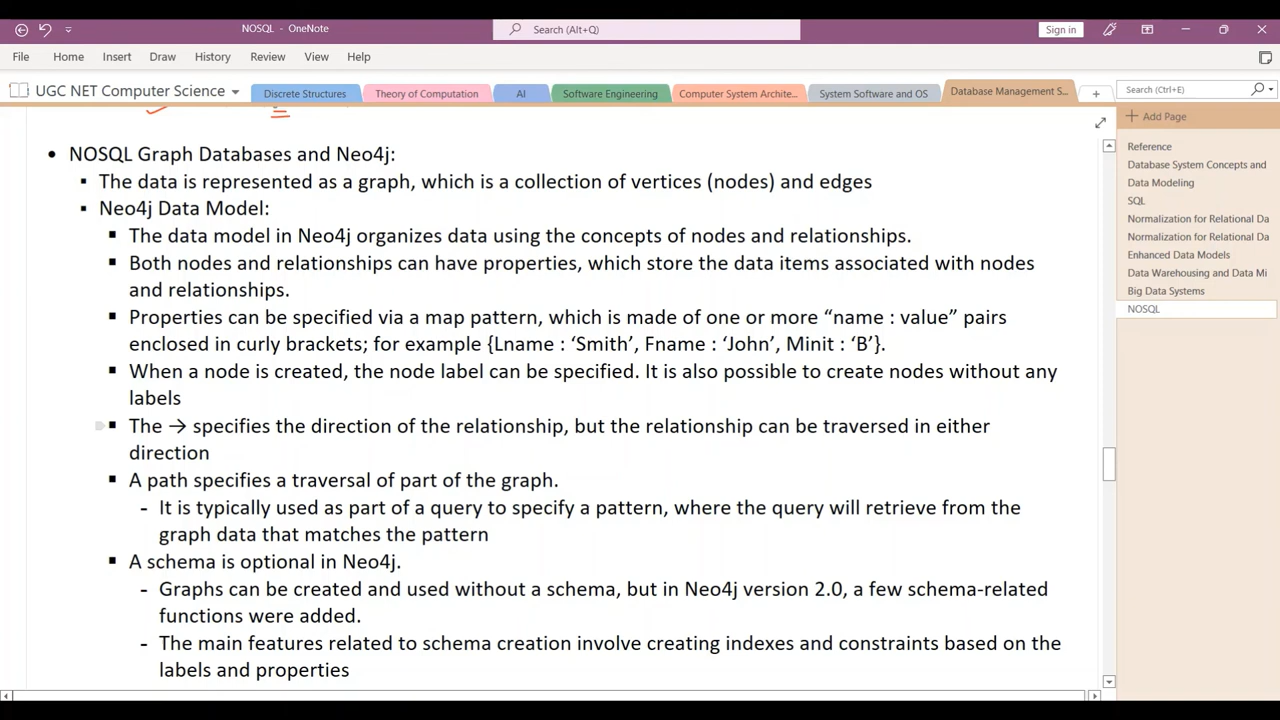 NOSQL - OneNote
Search (Alt+Q)
Sign in
File Home Insert Draw History Review View Help
UGC NET Computer Science
Discrete Structures
Theory of Computation
AI
Software Engineering
Computer System Archite...
System Software and OS
Database Management S...
Search (Ctrl+E)
• NOSQL Graph Databases and Neo4j:
▪ The data is represented as a graph, which is a collection of vertices (nodes) and edges
▪ Neo4j Data Model:
▪ The data model in Neo4j organizes data using the concepts of nodes and relationships.
▪ Both nodes and relationships can have properties, which store the data items associated with nodes
and relationships.
▪ Properties can be specified via a map pattern, which is made of one or more “name : value” pairs
enclosed in curly brackets; for example {Lname : ‘Smith’, Fname : ‘John’, Minit : ‘B’}.
▪ When a node is created, the node label can be specified. It is also possible to create nodes without any
labels
▪ The → specifies the direction of the relationship, but the relationship can be traversed in either
direction
▪ A path specifies a traversal of part of the graph.
- It is typically used as part of a query to specify a pattern, where the query will retrieve from the
graph data that matches the pattern
▪ A schema is optional in Neo4j.
- Graphs can be created and used without a schema, but in Neo4j version 2.0, a few schema-related
functions were added.
- The main features related to schema creation involve creating indexes and constraints based on the
labels and properties
Add Page
Reference
Database System Concepts and
Data Modeling
SQL
Normalization for Relational Da
Normalization for Relational Da
Enhanced Data Models
Data Warehousing and Data Mi
Big Data Systems
NOSQL